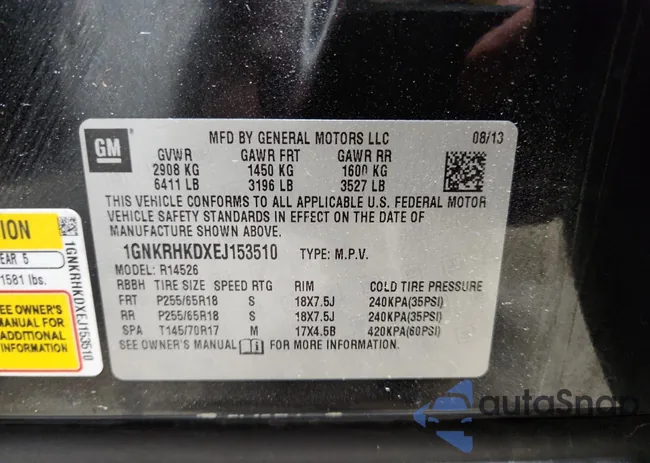 GM
MFD BY GENERAL MOTORS LLC 08/13
GVWR GAWR FRT GAWR RR
2908 KG 1450 KG 1600 KG
6411 LB 3196 LB 3527 LB
THIS VEHICLE CONFORMS TO ALL APPLICABLE U.S. FEDERAL MOTOR
VEHICLE SAFETY STANDARDS IN EFFECT ON THE DATE OF
MANUFACTURE SHOWN ABOVE.
1GNKRHKDXEJ153510 TYPE: M.P.V.
MODEL: R14526
RBBH TIRE SIZE SPEED RTG RIM COLD TIRE PRESSURE
FRT P255/65R18 S 18X7.5J 240KPA(35PSI)
RR P255/65R18 S 18X7.5J 240KPA(35PSI)
SPA T145/70R17 M 17X4.5B 420KPA(60PSI)
SEE OWNER'S MANUAL FOR MORE INFORMATION.
EAR 5
1581 lbs.
EE OWNER'S
MANUAL FOR
ADDITIONAL
INFORMATION
1GNKRHKDXEJ153510
autoSnap